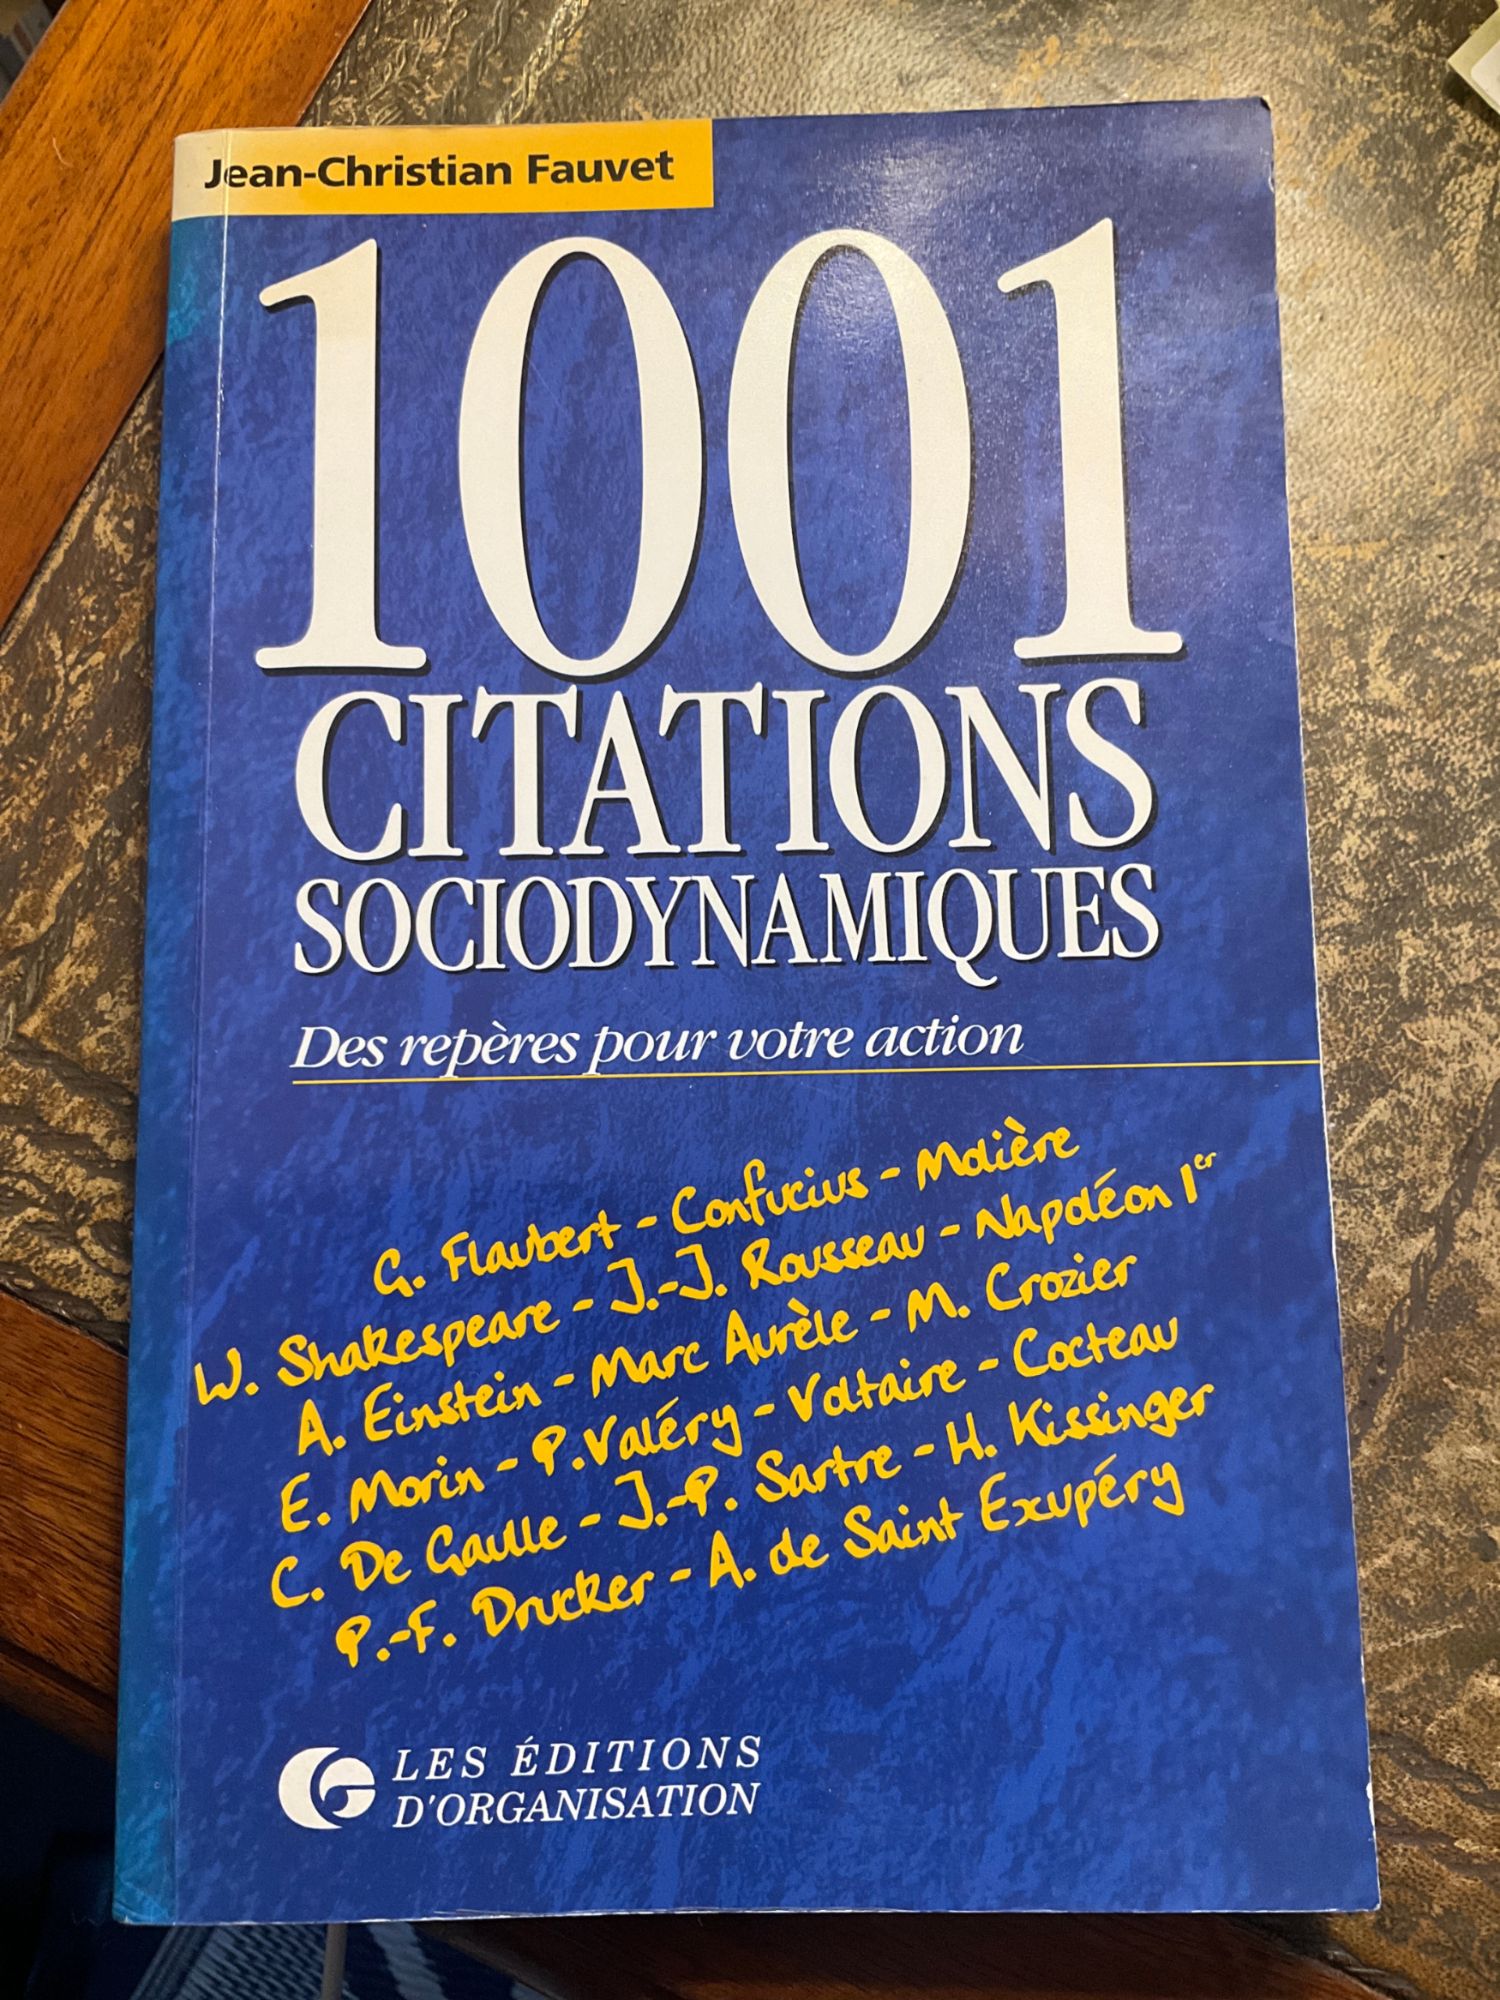 Jean-Christian Fauvet
1001
CITATIONS
SOCIODYNAMIQUES
Des repères pour votre action
G. Flaubert - Confucius - Molière
W. Shakespeare - J.-J. Rousseau - Napoléon 1er
A. Einstein - Marc Aurèle - M. Crozier
E. Morin - P. Valéry - Voltaire - Cocteau
C. De Gaulle - J.-P. Sartre - H. Kissinger
P.-F. Drucker - A. de Saint Exupéry
LES ÉDITIONS
D'ORGANISATION